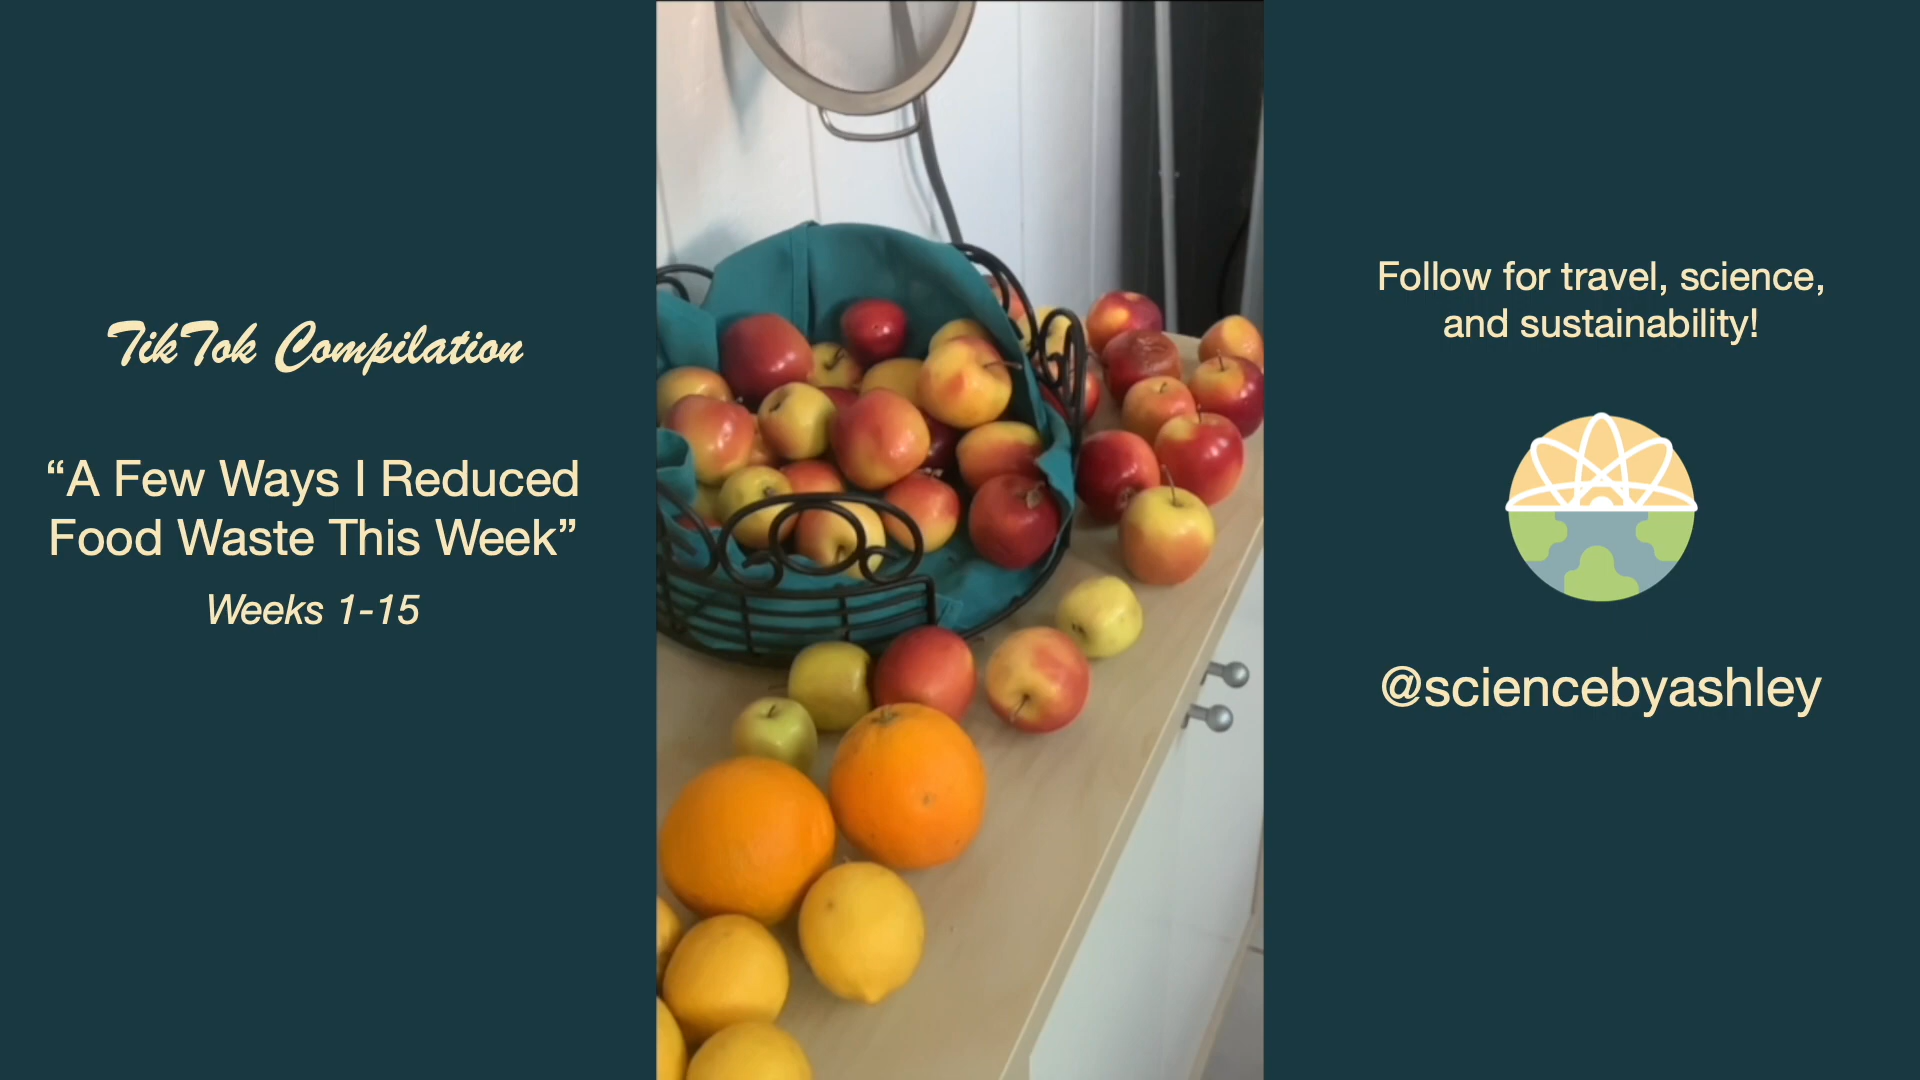 TikTok Compilation
“A Few Ways I Reduced
Food Waste This Week”
Weeks 1-15
Follow for travel, science,
and sustainability!
@sciencebyashley